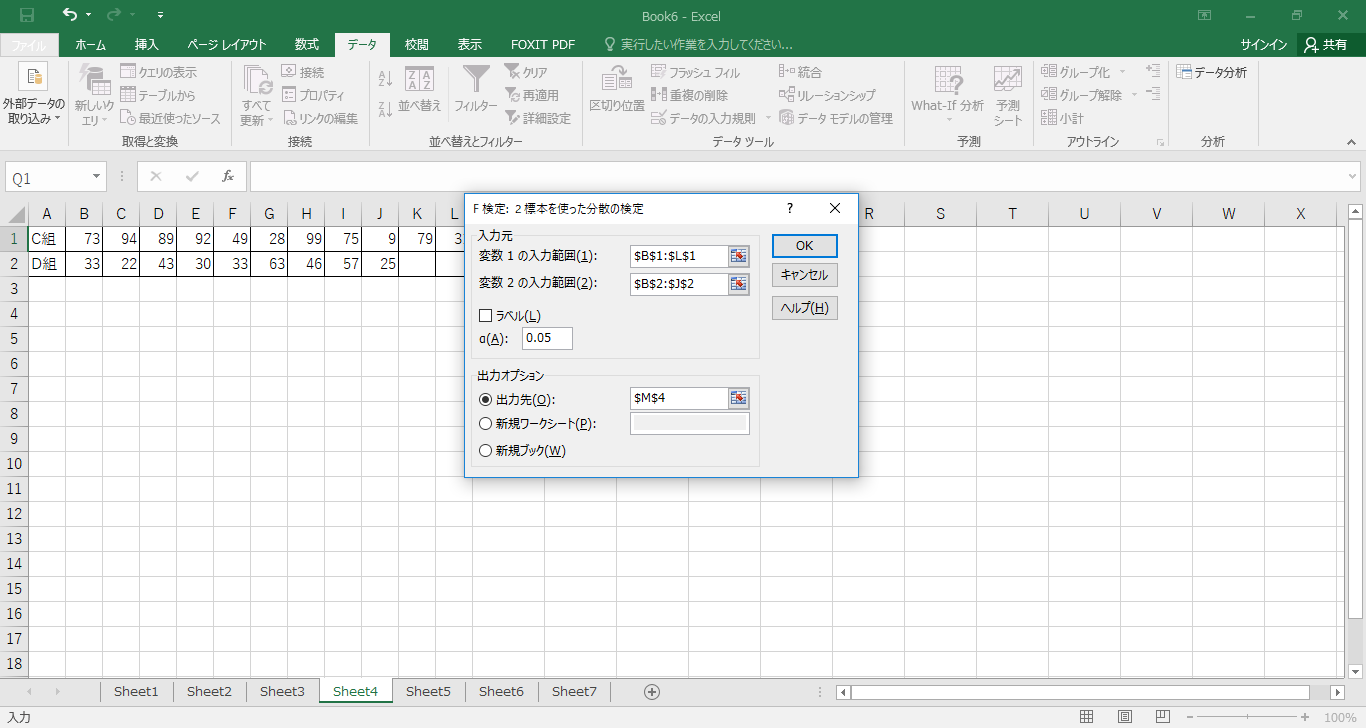 Book6 - Excel
ファイル ホーム 挿入 ページ レイアウト 数式 データ 校閲 表示 FOXIT PDF 実行したい作業を入力してください... サインイン 共有
外部データの
取り込み
新しいク
エリ
クエリの表示
テーブルから
最近使ったソース
取得と変換
すべて
更新
接続
プロパティ
リンクの編集
接続
並べ替え
フィルター
クリア
再適用
詳細設定
並べ替えとフィルター
区切り位置
フラッシュ フィル
重複の削除
データの入力規則
統合
リレーションシップ
データ モデルの管理
データ ツール
What-If 分析
予測
シート
予測
グループ化
グループ解除
小計
アウトライン
データ分析
分析
Q1
fx
A B C D E F G H I J K L R S T U V W X
1 C組 73 94 89 92 49 28 99 75 9 79
2 D組 33 22 43 30 33 63 46 57 25
3
4
5
6
7
8
9
10
11
12
13
14
15
16
17
18
F 検定: 2 標本を使った分散の検定
?
入力元
変数 1 の入力範囲(1): $B$1:$L$1
変数 2 の入力範囲(2): $B$2:$J$2
ラベル(L)
α(A): 0.05
出力オプション
出力先(O): $M$4
新規ワークシート(P):
新規ブック(W)
OK
キャンセル
ヘルプ(H)
Sheet1 Sheet2 Sheet3 Sheet4 Sheet5 Sheet6 Sheet7
入力
100%